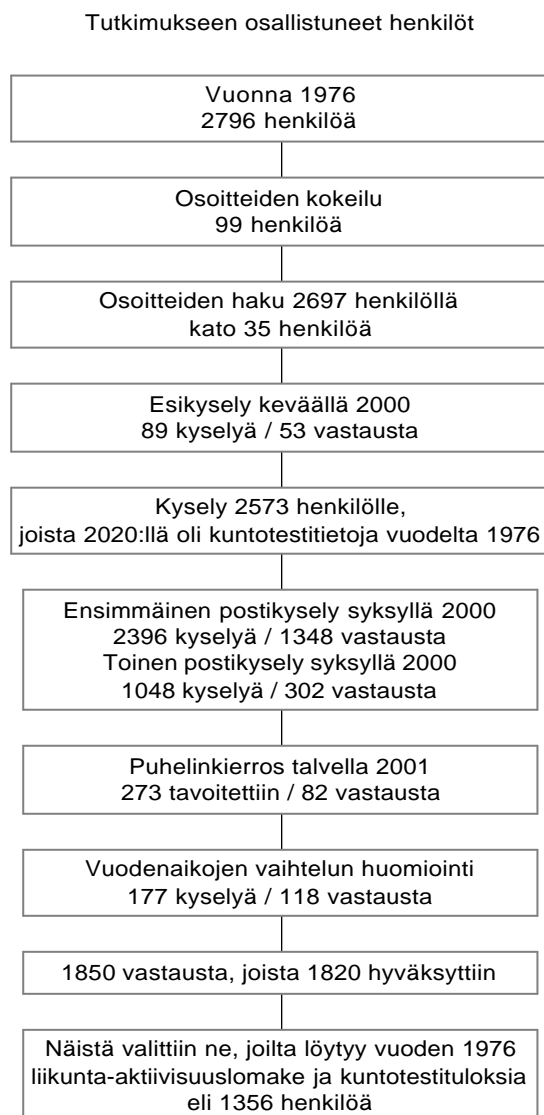 Tutkimukseen osallistuneet henkilöt
Vuonna 1976
2796 henkilöä
Osoitteiden kokeilu
99 henkilöä
Osoitteiden haku 2697 henkilöllä
kato 35 henkilöä
Esikysely keväällä 2000
89 kyselyä / 53 vastausta
Kysely 2573 henkilölle,
joista 2020:llä oli kuntotestitietoja vuodelta 1976
Ensimmäinen postikysely syksyllä 2000
2396 kyselyä / 1348 vastausta
Toinen postikysely syksyllä 2000
1048 kyselyä / 302 vastausta
Puhelinkierros talvella 2001
273 tavoitettiin / 82 vastausta
Vuodenaikojen vaihtelun huomiointi
177 kyselyä / 118 vastausta
1850 vastausta, joista 1820 hyväksyttiin
Näistä valittiin ne, joilta löytyy vuoden 1976
liikunta-aktiivisuuslomake ja kuntotestituloksia
eli 1356 henkilöä